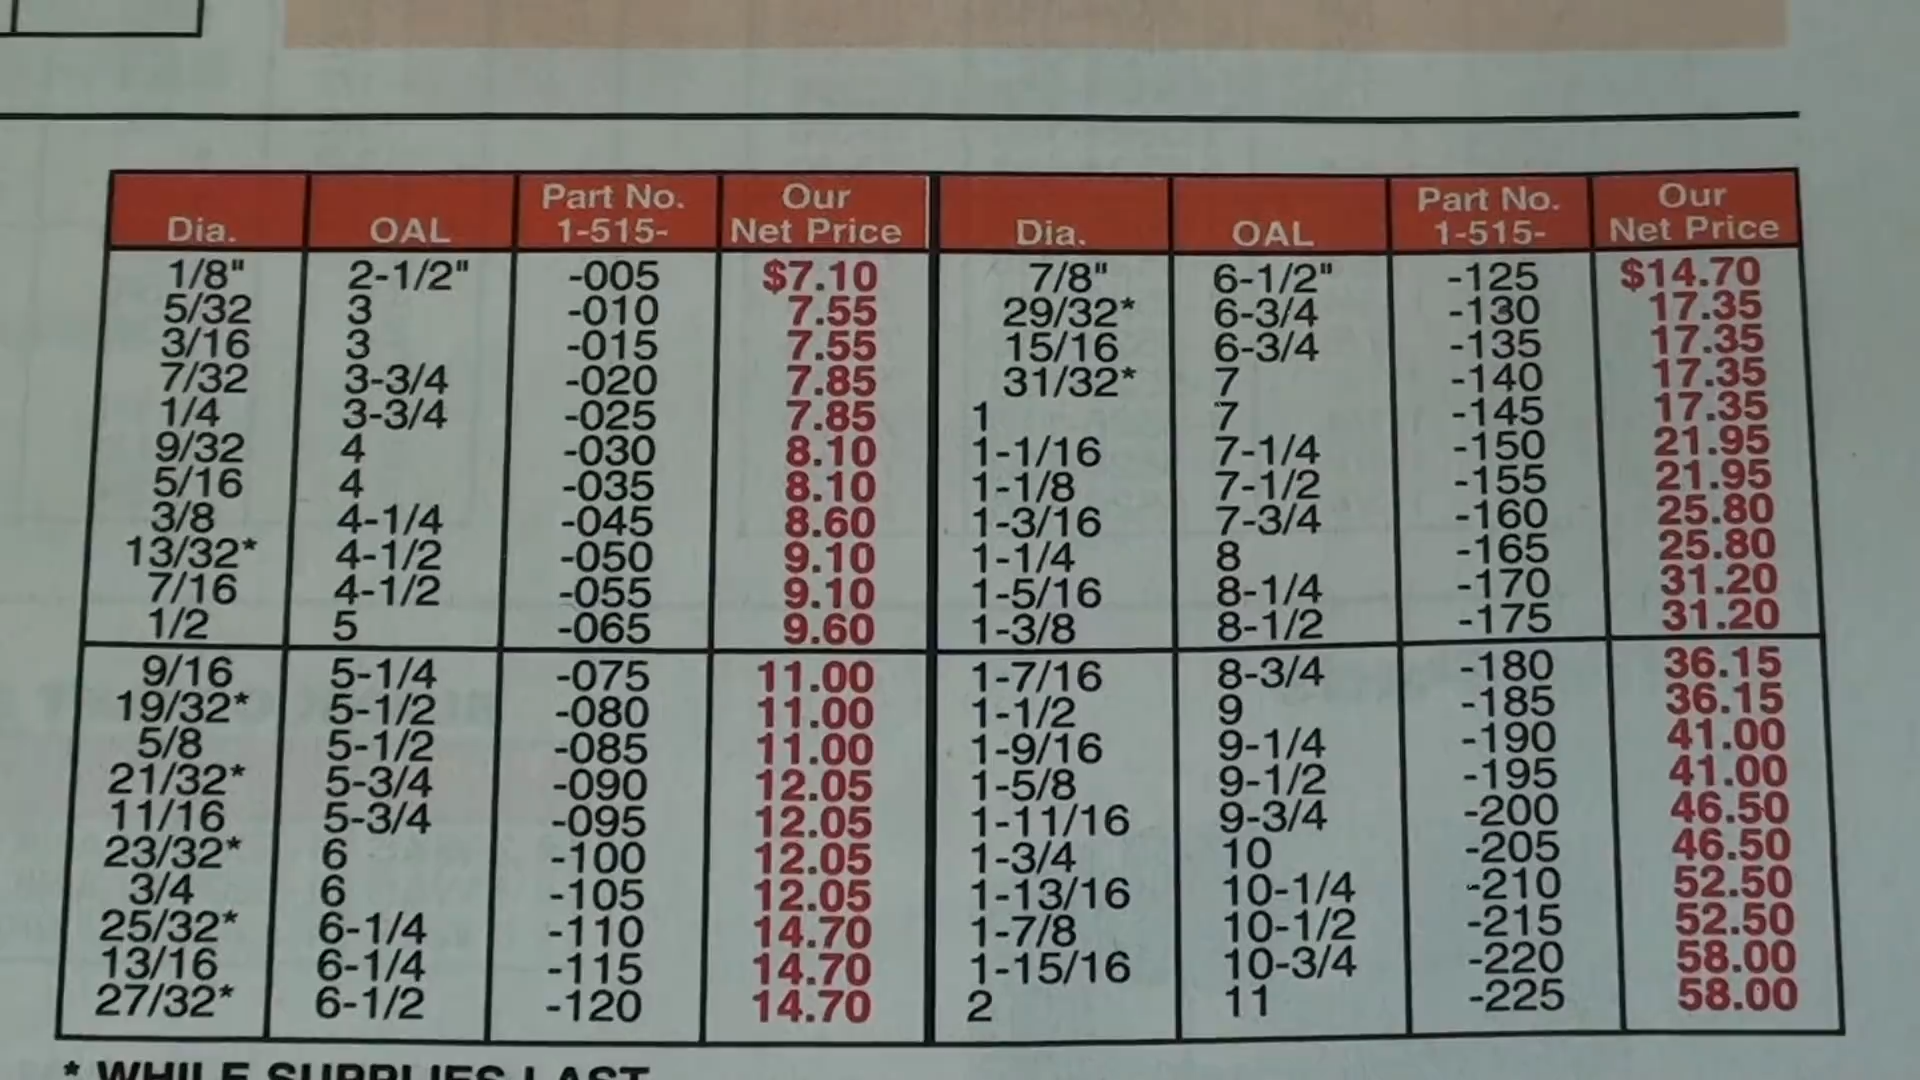 Dia. OAL Part No. 1-515- Our Net Price Dia. OAL Part No. 1-515- Our Net Price
1/8" 2-1/2" -005 $7.10 7/8" 6-1/2" -125 $14.70
5/32 3 -010 7.55 29/32* 6-3/4 -130 17.35
3/16 3 -015 7.55 15/16 6-3/4 -135 17.35
7/32 3-3/4 -020 7.85 31/32* 7 -140 17.35
1/4 3-3/4 -025 7.85 1 7 -145 17.35
9/32 4 -030 8.10 1-1/16 7-1/4 -150 21.95
5/16 4 -035 8.10 1-1/8 7-1/2 -155 21.95
3/8 4-1/4 -045 8.60 1-3/16 7-3/4 -160 25.80
13/32* 4-1/2 -050 9.10 1-1/4 8 -165 25.80
7/16 4-1/2 -055 9.10 1-5/16 8-1/4 -170 31.20
1/2 5 -065 9.60 1-3/8 8-1/2 -175 31.20
9/16 5-1/4 -075 11.00 1-7/16 8-3/4 -180 36.15
19/32* 5-1/2 -080 11.00 1-1/2 9 -185 36.15
5/8 5-1/2 -085 11.00 1-9/16 9-1/4 -190 41.00
21/32* 5-3/4 -090 12.05 1-5/8 9-1/2 -195 41.00
11/16 5-3/4 -095 12.05 1-11/16 9-3/4 -200 46.50
23/32* 6 -100 12.05 1-3/4 10 -205 46.50
3/4 6 -105 12.05 1-13/16 10-1/4 -210 52.50
25/32* 6-1/4 -110 14.70 1-7/8 10-1/2 -215 52.50
13/16 6-1/4 -115 14.70 1-15/16 10-3/4 -220 58.00
27/32* 6-1/2 -120 14.70 2 11 -225 58.00
* WHILE SUPPLIES LAST